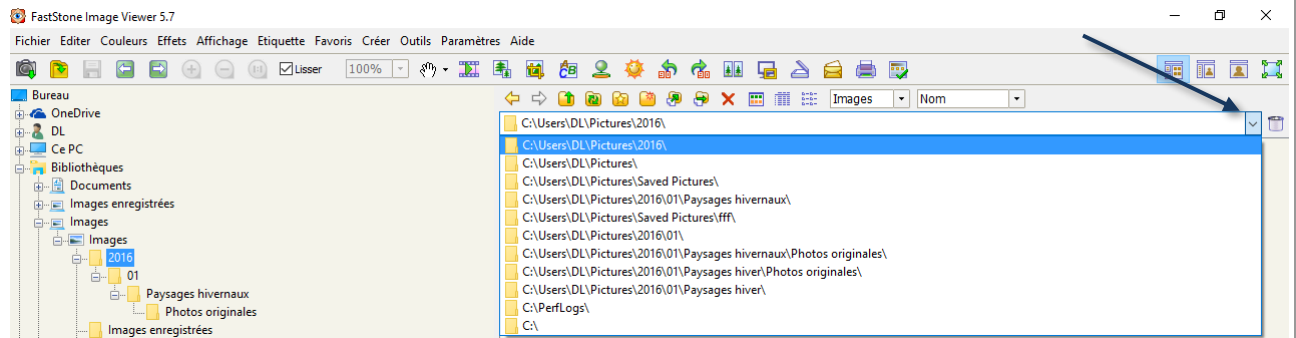 FastStone Image Viewer 5.7
Fichier Editer Couleurs Effets Affichage Etiquette Favoris Créer Outils Paramètres Aide
Lisser 100%
Bureau
OneDrive
DL
Ce PC
Bibliothèques
Documents
Images enregistrées
Images
Images
2016
01
Paysages hivernaux
Photos originales
Images enregistrées
Images Nom
C:\Users\DL\Pictures\2016\
C:\Users\DL\Pictures\2016\
C:\Users\DL\Pictures\
C:\Users\DL\Pictures\Saved Pictures\
C:\Users\DL\Pictures\2016\01\Paysages hivernaux\
C:\Users\DL\Pictures\Saved Pictures\fff\
C:\Users\DL\Pictures\2016\01\
C:\Users\DL\Pictures\2016\01\Paysages hivernaux\Photos originales\
C:\Users\DL\Pictures\2016\01\Paysages hiver\Photos originales\
C:\Users\DL\Pictures\2016\01\Paysages hiver\
C:\PerfLogs\
C:\